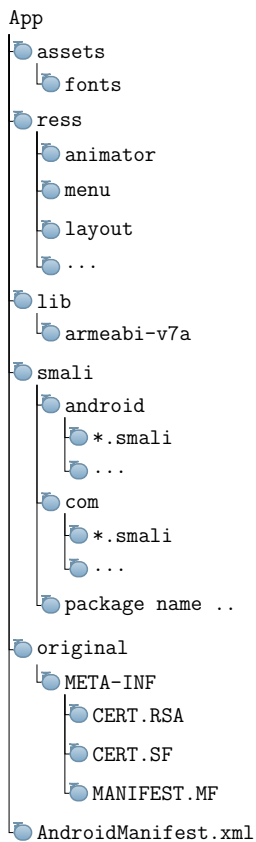 App
assets
fonts
ress
animator
menu
layout
...
lib
armeabi-v7a
smali
android
*.smali
...
com
*.smali
...
package name ..
original
META-INF
CERT.RSA
CERT.SF
MANIFEST.MF
AndroidManifest.xml